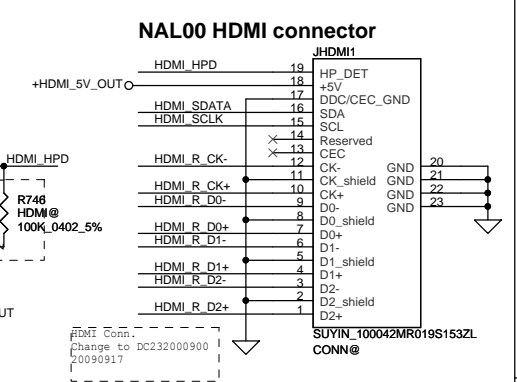 NAL00 HDMI connector
JHDMI1
HDMI_HPD 19 HP_DET
+HDMI_5V_OUT 18 +5V
17 DDC/CEC_GND
HDMI_SDATA 16 SDA
HDMI_SCLK 15 SCL
14 Reserved
13 CEC
HDMI_R_CK- 12 CK- GND 20
11 CK_shield GND 21
HDMI_R_CK+ 10 CK+ GND 22
HDMI_R_D0- 9 D0- GND 23
8 D0_shield
HDMI_R_D0+ 7 D0+
HDMI_R_D1- 6 D1-
5 D1_shield
HDMI_R_D1+ 4 D1+
HDMI_R_D2- 3 D2-
2 D2_shield
HDMI_R_D2+ 1 D2+
SUYIN_100042MR019S153ZL
CONN@
HDMI_HPD
R746
HDMI@
100K_0402_5%
UT
HDMI Conn.
Change to DC232000900
20090917